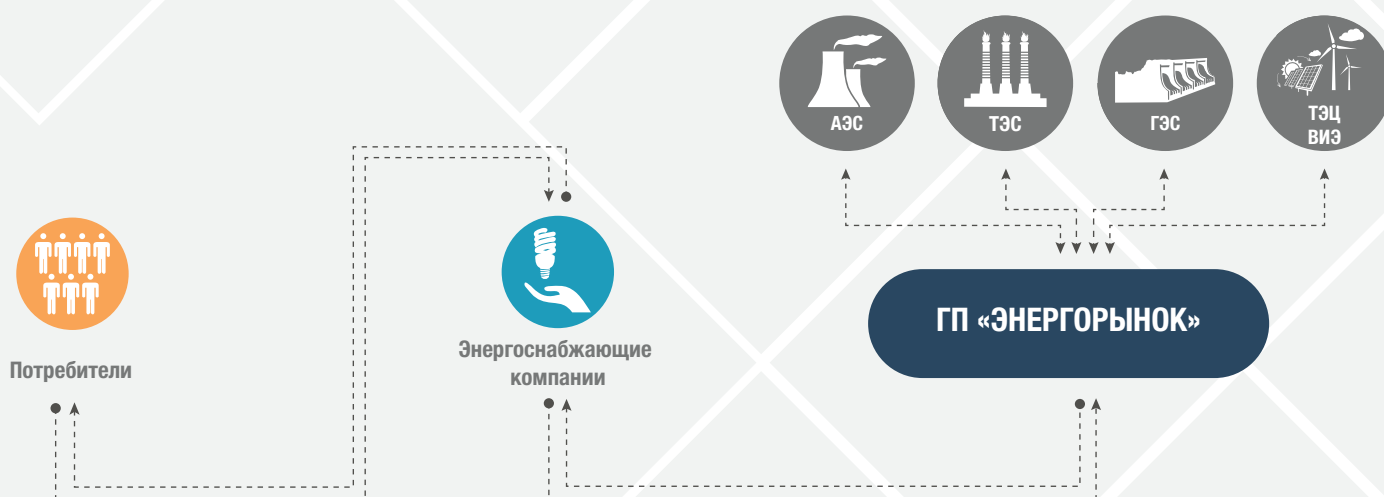 АЭС
ТЭС
ГЭС
ТЭЦ
ВИЭ
ГП «ЭНЕРГОРЫНОК»
Энергоснабжающие
компании
Потребители